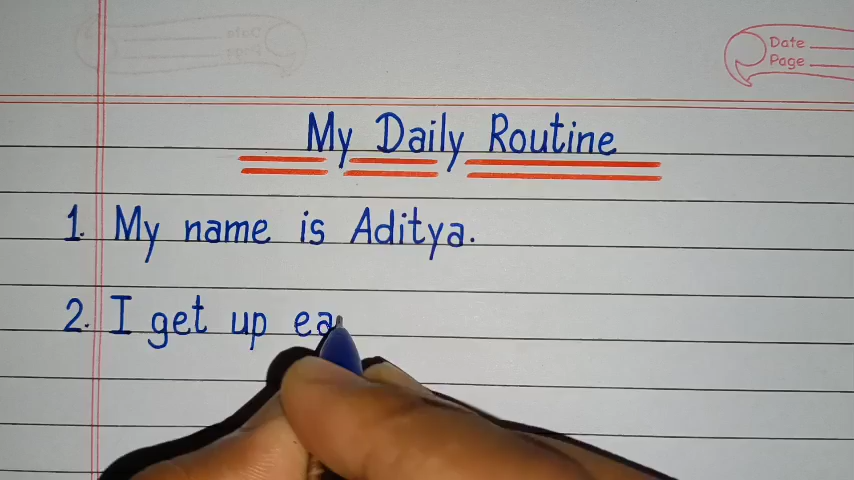 Date
Page
My Daily Routine
1. My name is Aditya.
2. I get up ea